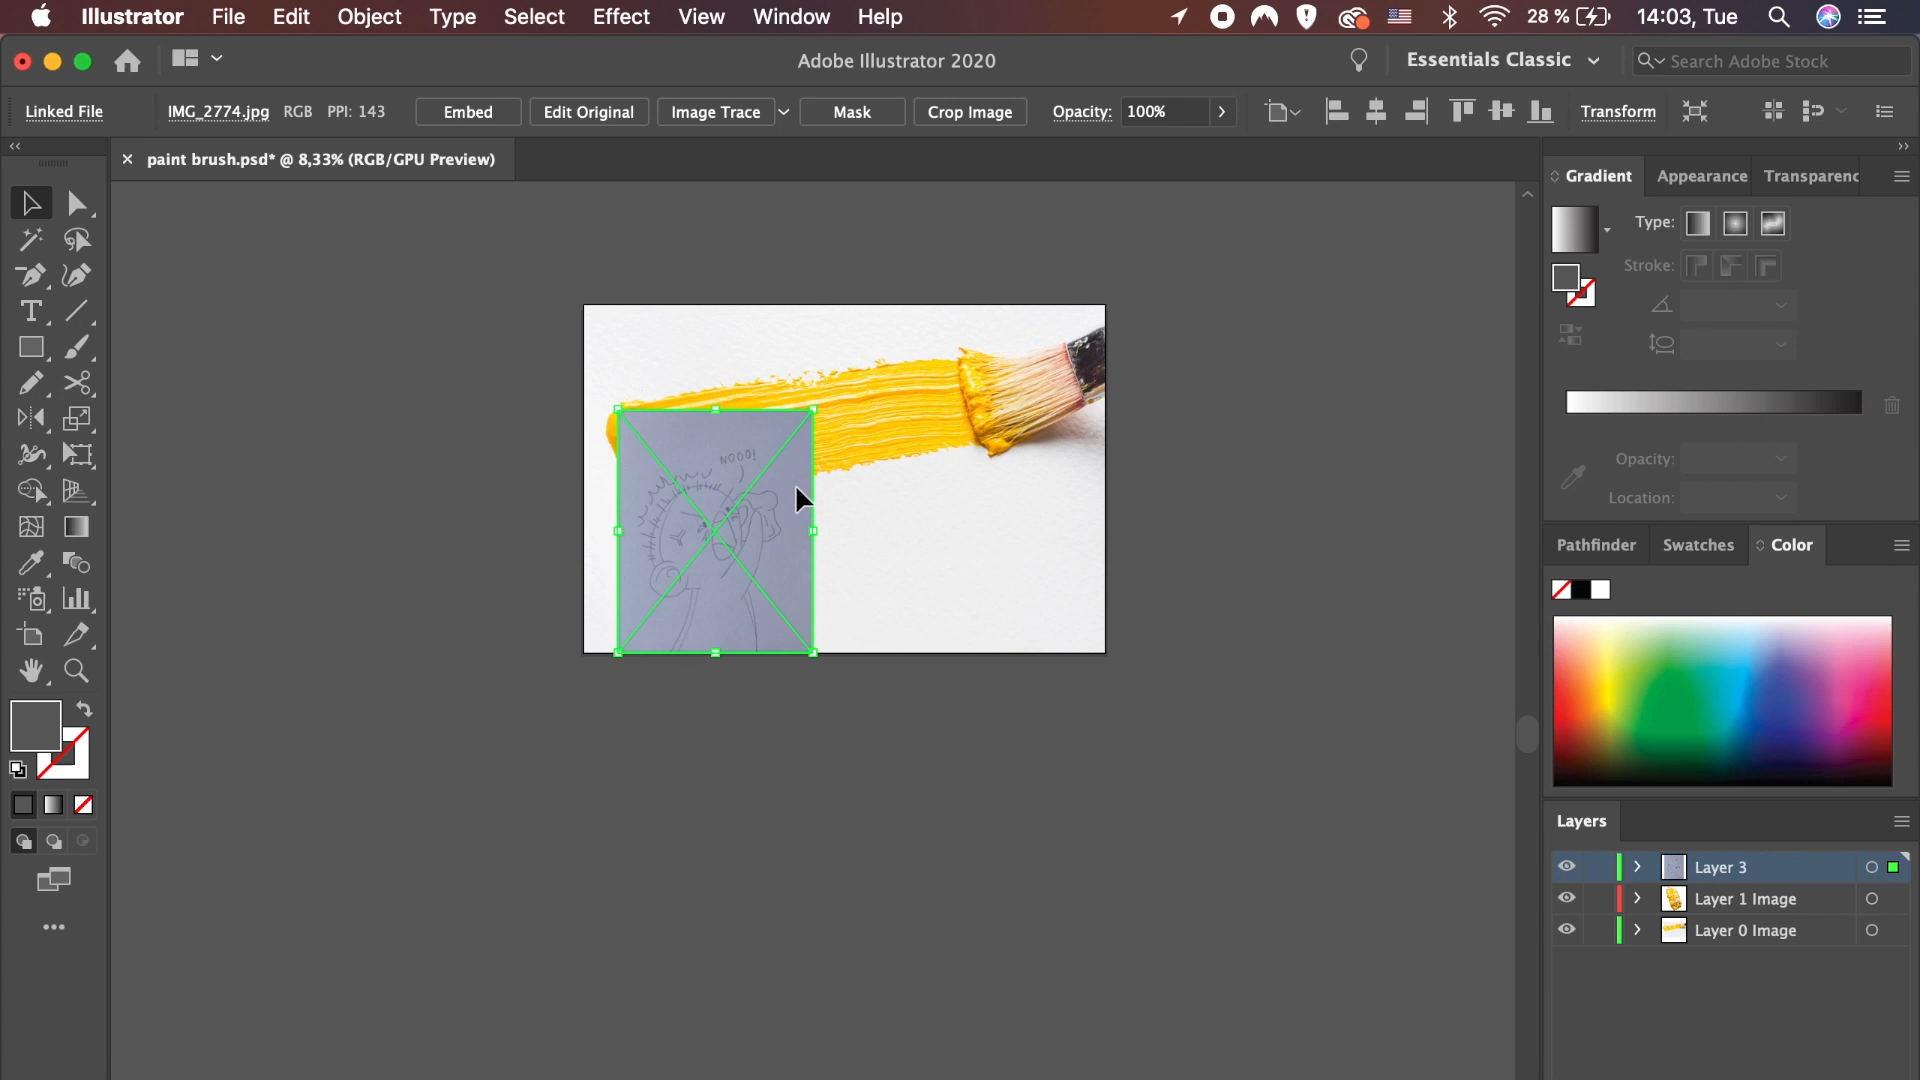 Illustrator File Edit Object Type Select Effect View Window Help 28 % 14:03, Tue
Adobe Illustrator 2020 Essentials Classic Search Adobe Stock
Linked File IMG_2774.jpg RGB PPI: 143 Embed Edit Original Image Trace Mask Crop Image Opacity: 100% Transform
paint brush.psd* @ 8,33% (RGB/GPU Preview)
Gradient Appearance Transparenc
Type:
Stroke:
NOOO!
Opacity:
Location:
Pathfinder Swatches Color
Layers
Layer 3
Layer 1 Image
Layer 0 Image